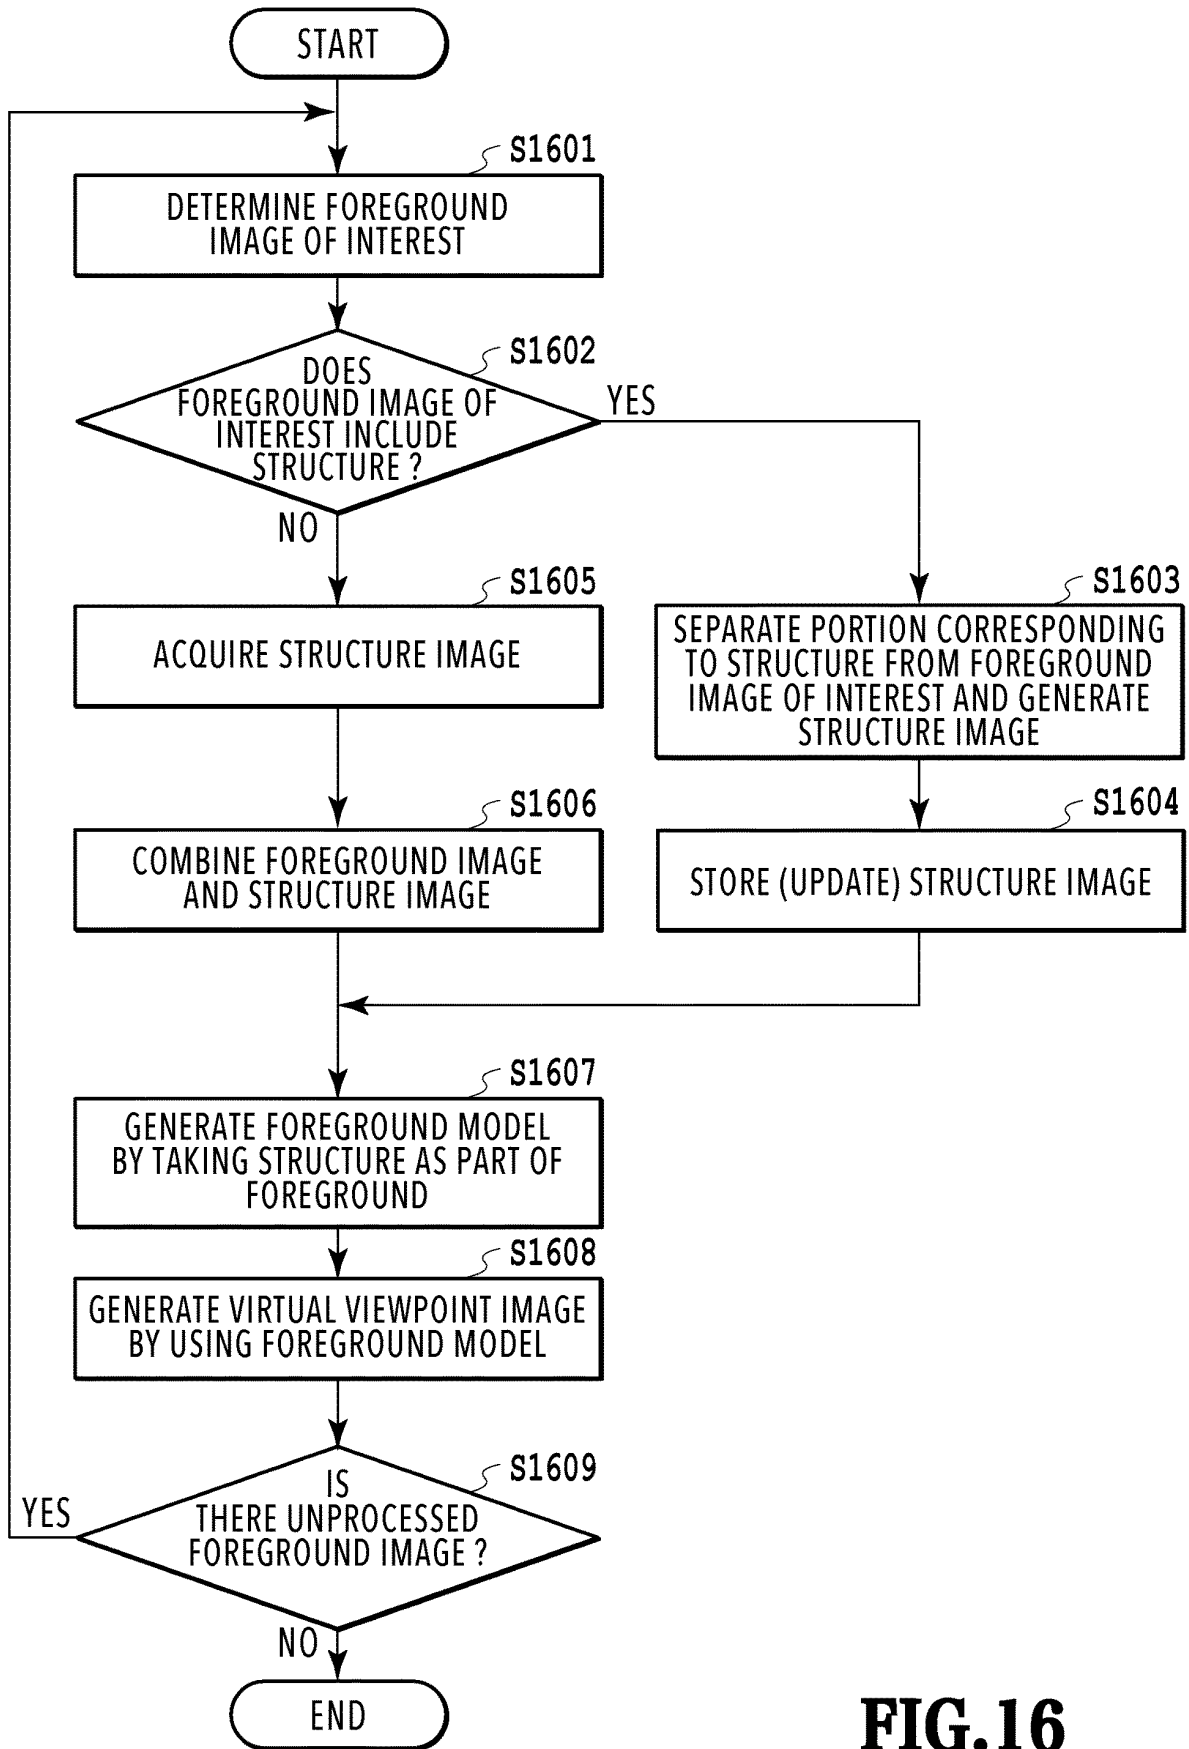 START
S1601
DETERMINE FOREGROUND
IMAGE OF INTEREST
S1602
DOES
FOREGROUND IMAGE OF
INTEREST INCLUDE
STRUCTURE ?
YES
NO
S1605
ACQUIRE STRUCTURE IMAGE
S1603
SEPARATE PORTION CORRESPONDING
TO STRUCTURE FROM FOREGROUND
IMAGE OF INTEREST AND GENERATE
STRUCTURE IMAGE
S1606
COMBINE FOREGROUND IMAGE
AND STRUCTURE IMAGE
S1604
STORE (UPDATE) STRUCTURE IMAGE
S1607
GENERATE FOREGROUND MODEL
BY TAKING STRUCTURE AS PART OF
FOREGROUND
S1608
GENERATE VIRTUAL VIEWPOINT IMAGE
BY USING FOREGROUND MODEL
S1609
IS
THERE UNPROCESSED
FOREGROUND IMAGE ?
YES
NO
END
FIG.16